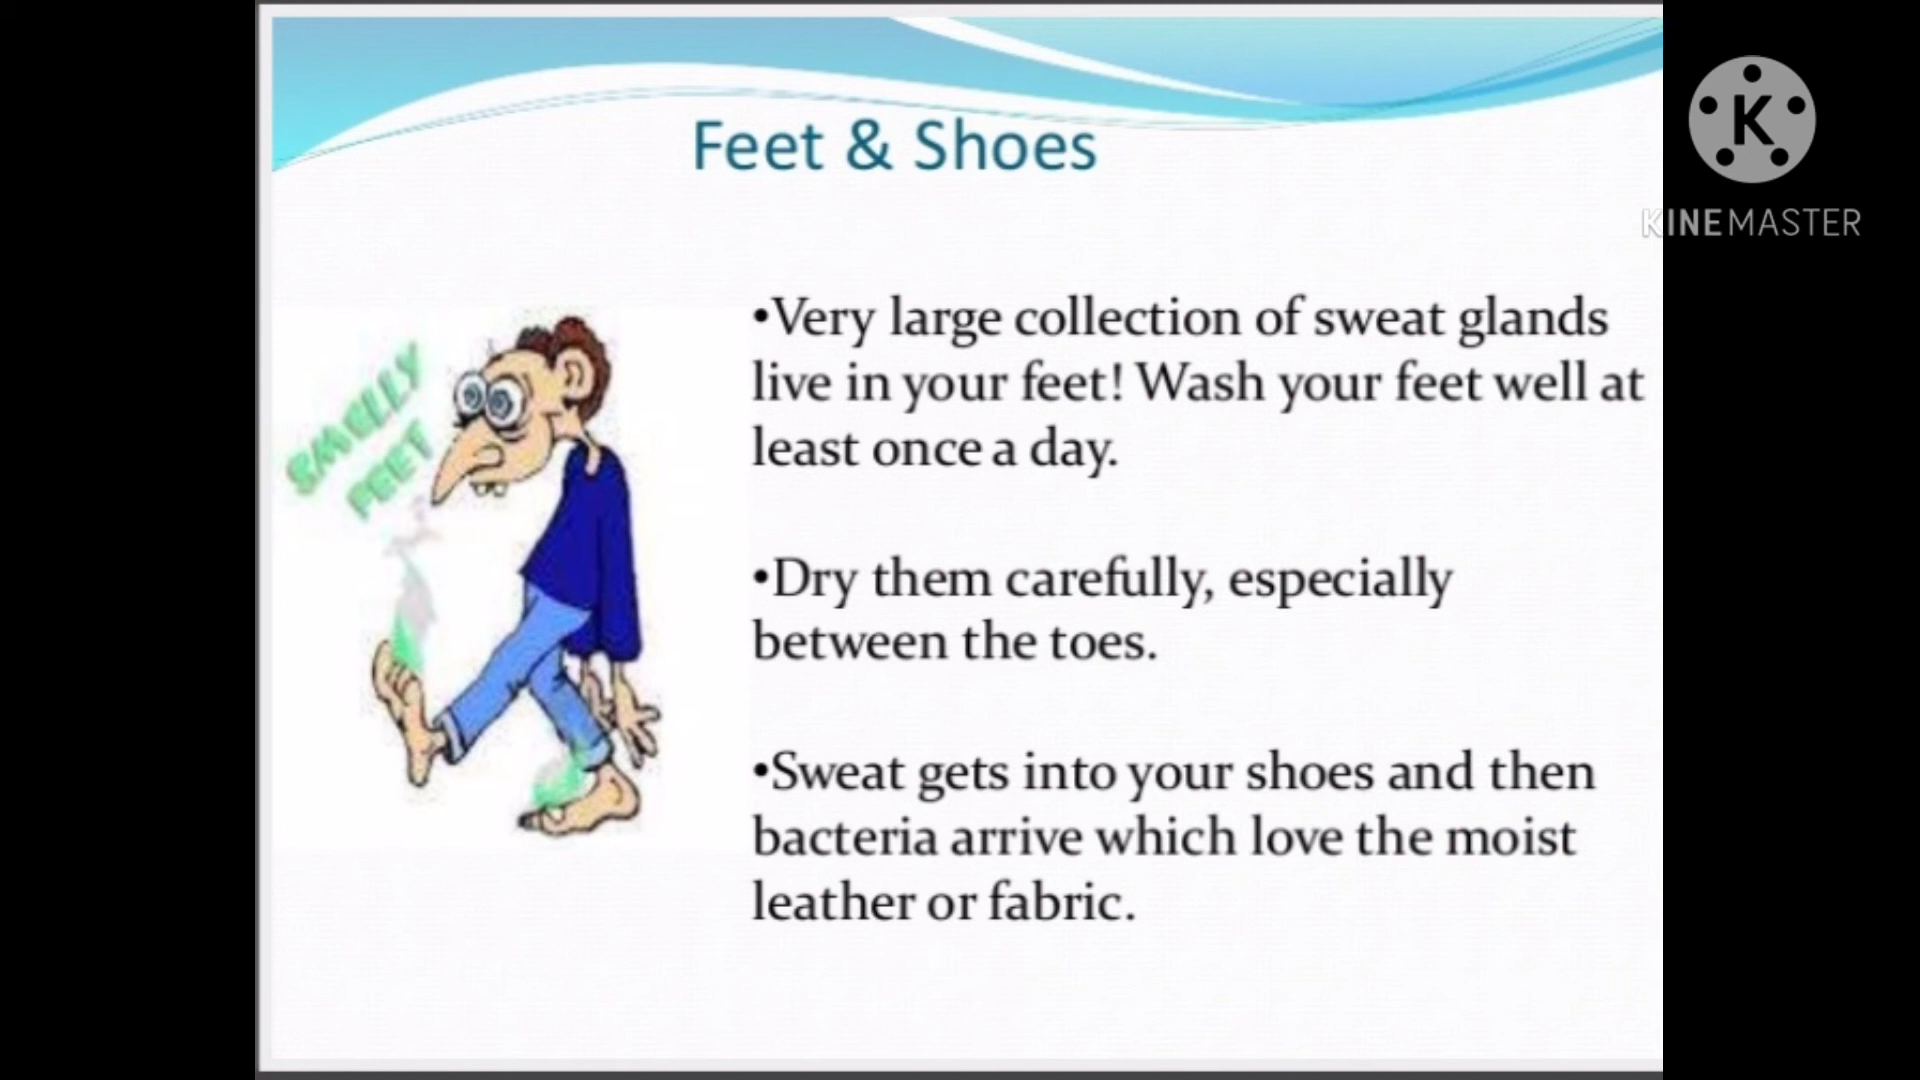 Feet & Shoes
K
KINEMASTER
SMELLY
FEET
•Very large collection of sweat glands
live in your feet! Wash your feet well at
least once a day.
•Dry them carefully, especially
between the toes.
•Sweat gets into your shoes and then
bacteria arrive which love the moist
leather or fabric.